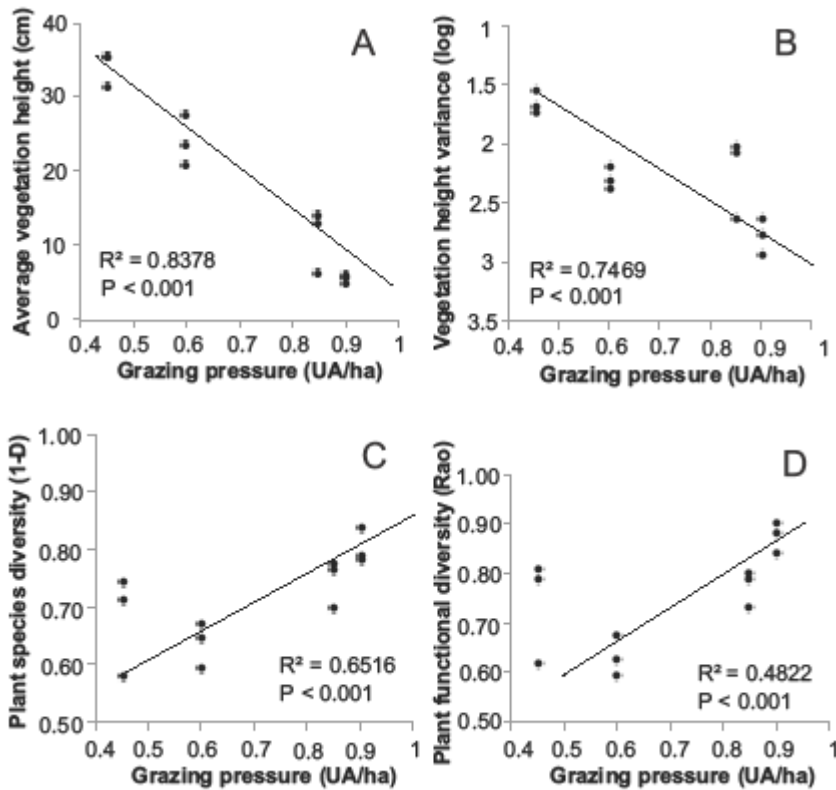 A
Average vegetation height (cm)
40
30
20
10
0
R² = 0.8378
P < 0.001
0.4 0.5 0.6 0.7 0.8 0.9 1
Grazing pressure (UA/ha)
B
Vegetation height variance (log)
1
1.5
2
2.5
3
3.5
R² = 0.7469
P < 0.001
0.4 0.5 0.6 0.7 0.8 0.9 1
Grazing pressure (UA/ha)
C
Plant species diversity (1-D)
1.00
0.90
0.80
0.70
0.60
0.50
R² = 0.6516
P < 0.001
0.4 0.5 0.6 0.7 0.8 0.9 1
Grazing pressure (UA/ha)
D
Plant functional diversity (Rao)
1.00
0.90
0.80
0.70
0.60
0.50
R² = 0.4822
P < 0.001
0.4 0.5 0.6 0.7 0.8 0.9 1
Grazing pressure (UA/ha)